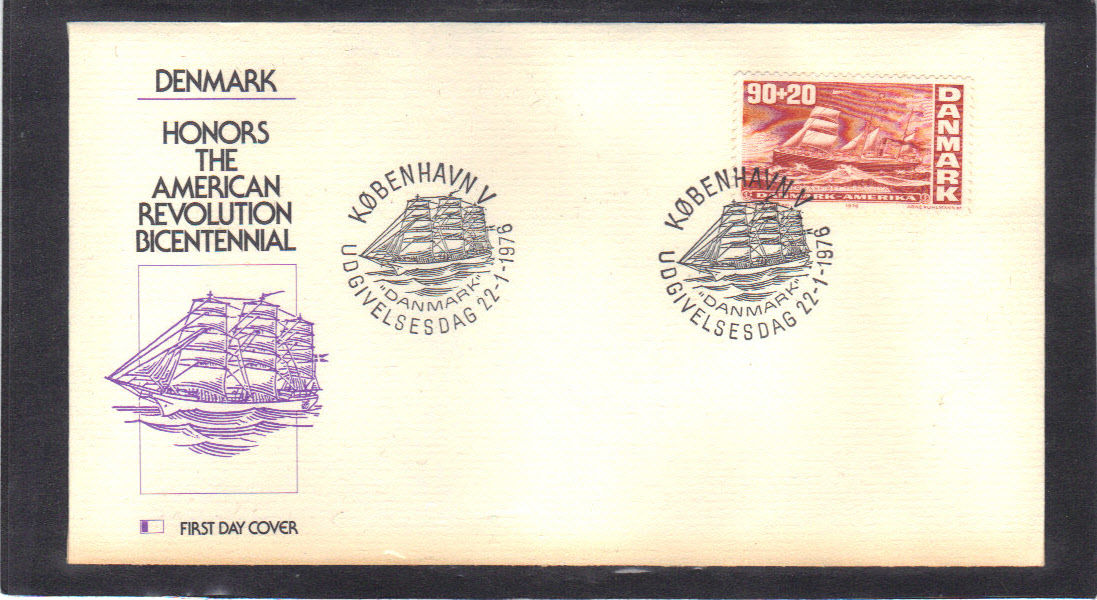 DENMARK
HONORS
THE
AMERICAN
REVOLUTION
BICENTENNIAL
FIRST DAY COVER
KØBENHAVN V
"DANMARK"
UDGIVELSESDAG 22-1-1976
90+20
DANMARK
DANMARK-AMERIKA
1976
KØBENHAVN V
"DANMARK"
UDGIVELSESDAG 22-1-1976